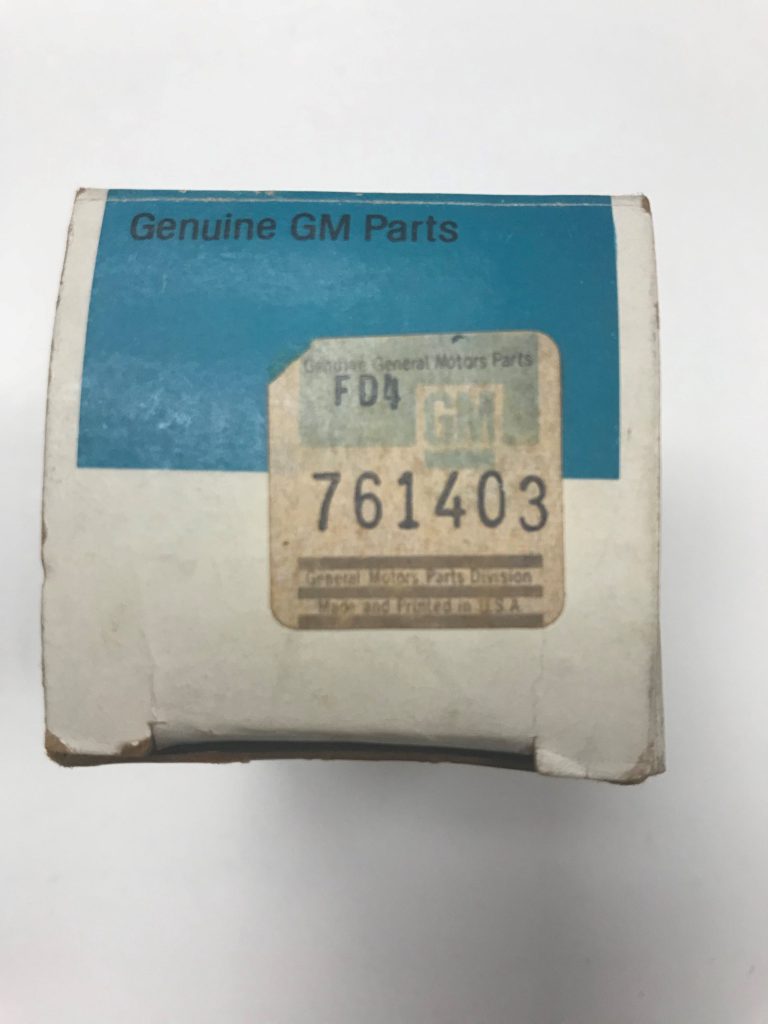 Genuine GM Parts
Genuine General Motors Parts
FD4
GM
761403
General Motors Parts Division
Made and Printed in U.S.A.